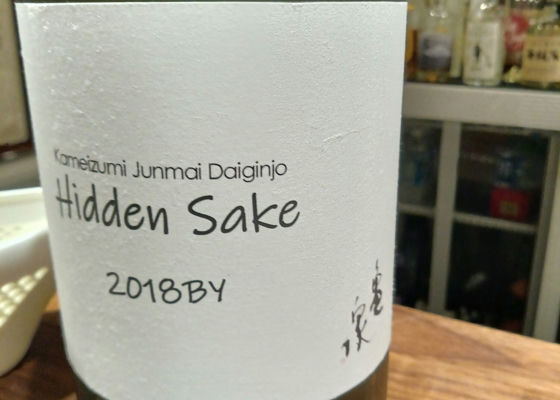 Kameizumi Junmai Daiginjo
Hidden Sake
2018BY
亀泉